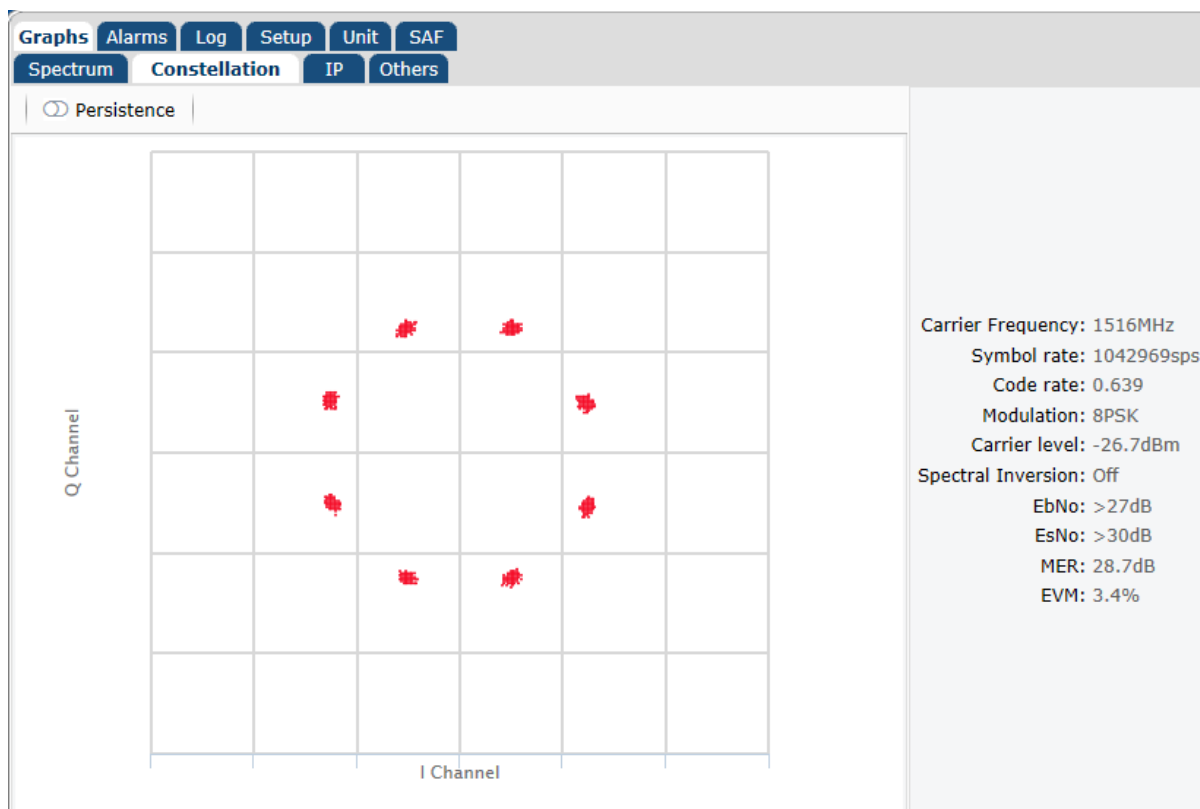 Graphs Alarms Log Setup Unit SAF
Spectrum Constellation IP Others
Persistence
Q Channel
I Channel
Carrier Frequency: 1516MHz
Symbol rate: 1042969sps
Code rate: 0.639
Modulation: 8PSK
Carrier level: -26.7dBm
Spectral Inversion: Off
EbNo: >27dB
EsNo: >30dB
MER: 28.7dB
EVM: 3.4%